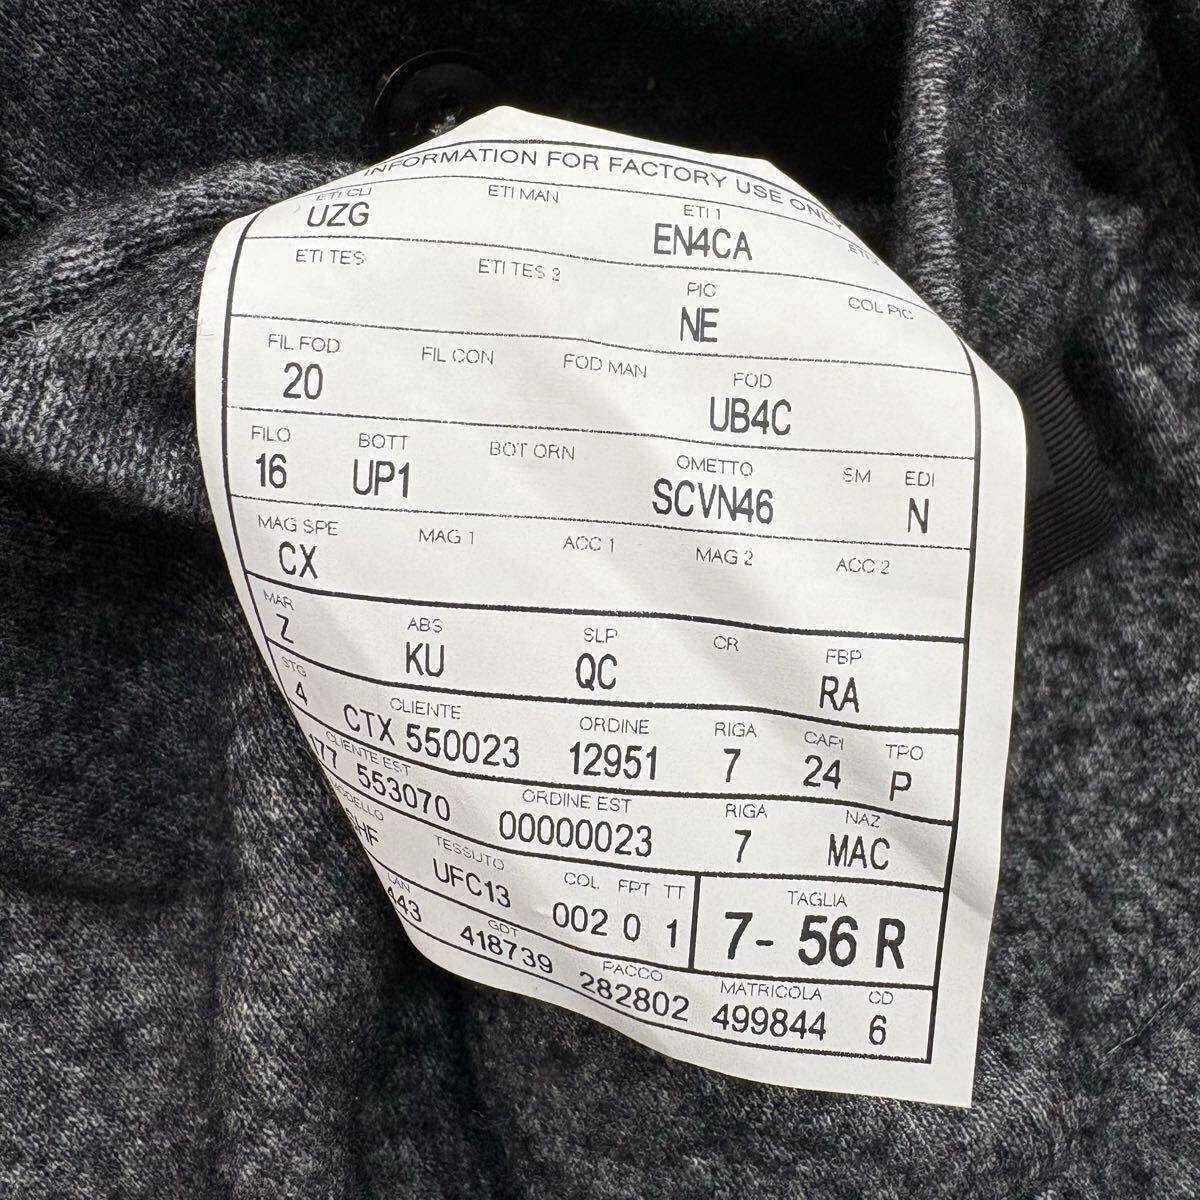 INFORMATION FOR FACTORY USE ONLY
ETI CLI ETI MAN ETI 1
UZG EN4CA
ETI TES ETI TES 2 PIC COL PIC
NE
FIL FOD FIL CON FOD MAN FOD
20 UB4C
FILO BOTT BOT ORN OMETTO SM EDI
16 UP1 SCVN46 N
MAG SPE MAG 1 ACC 1 MAG 2 ACC 2
CX
MAR ABS SLP CR FBP
Z KU QC RA
STG CLIENTE ORDINE RIGA CAPI TPO
4 CTX 550023 12951 7 24 P
CLIENTE EST ORDINE EST RIGA NAZ
177 553070 00000023 7 MAC
TESSUTO COL. FPT TT TAGLIA
UFC13 002 0 1 7- 56 R
LAN GDT PACCO MATRICOLA CD
418739 282802 499844 6